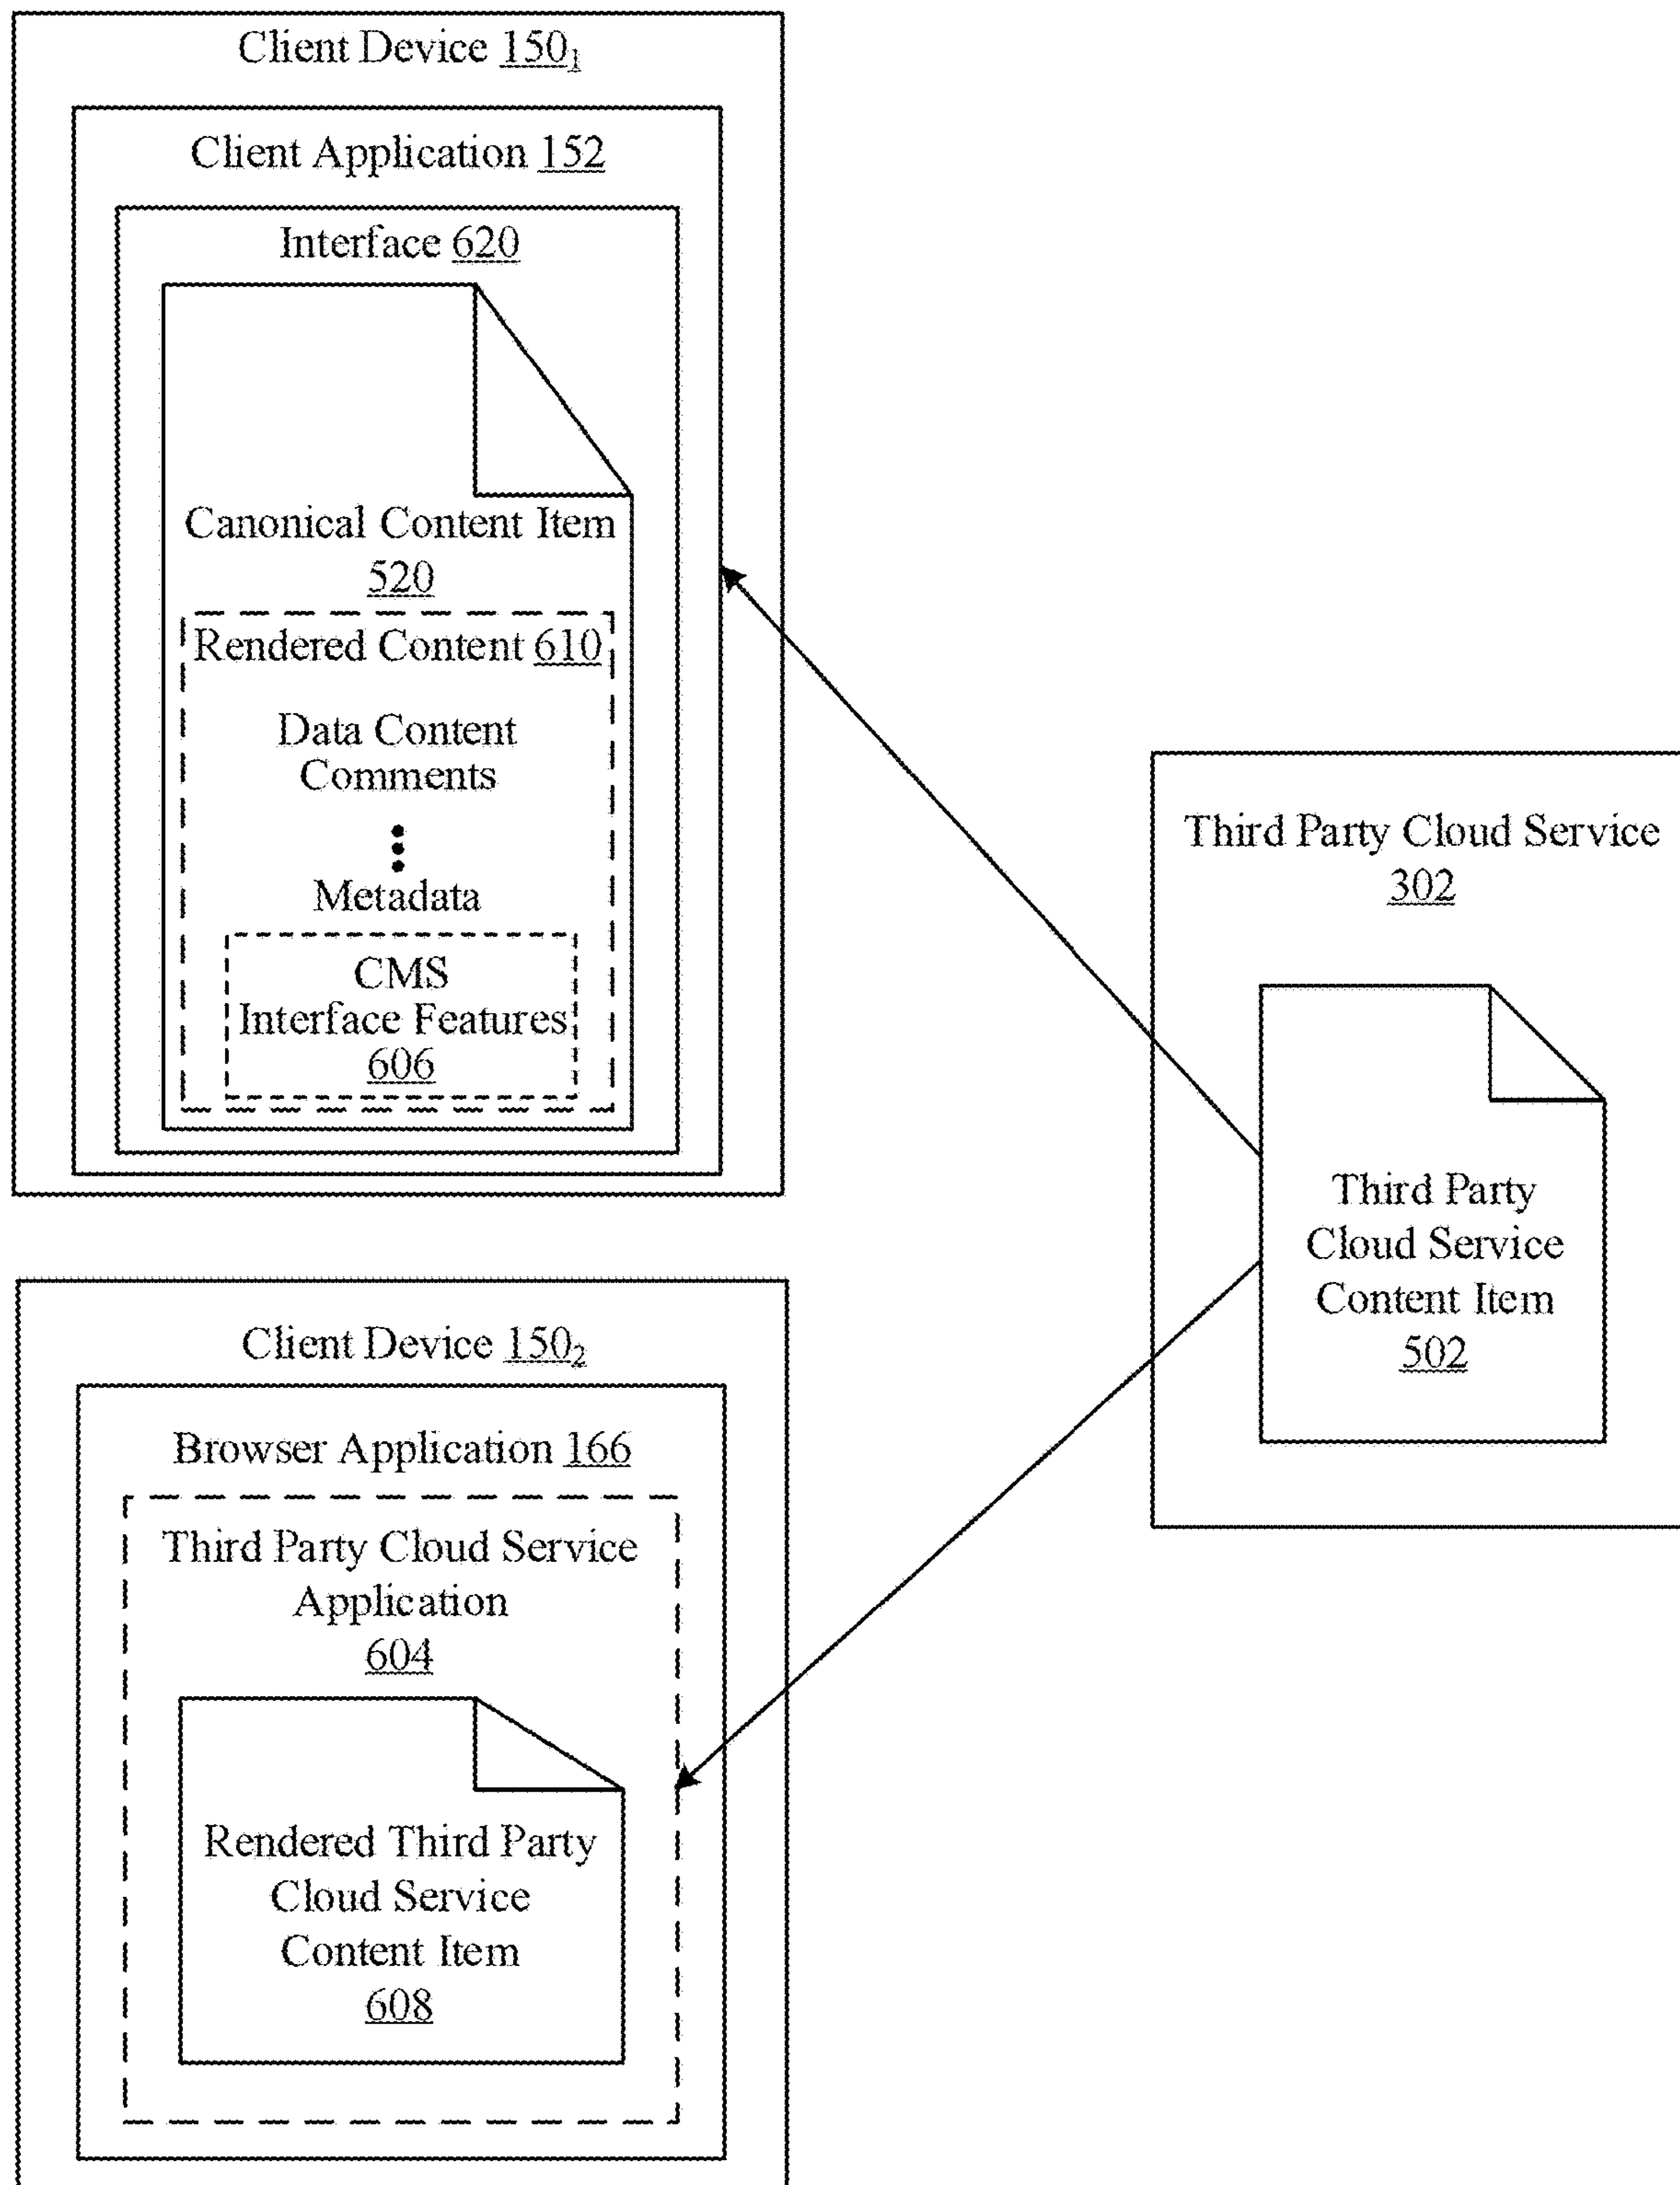 Client Device 150₁
Client Application 152
Interface 620
Canonical Content Item
520
Rendered Content 610
Data Content
Comments
Metadata
CMS
Interface Features
606
Third Party Cloud Service
302
Third Party
Cloud Service
Content Item
502
Client Device 150₂
Browser Application 166
Third Party Cloud Service
Application
604
Rendered Third Party
Cloud Service
Content Item
608